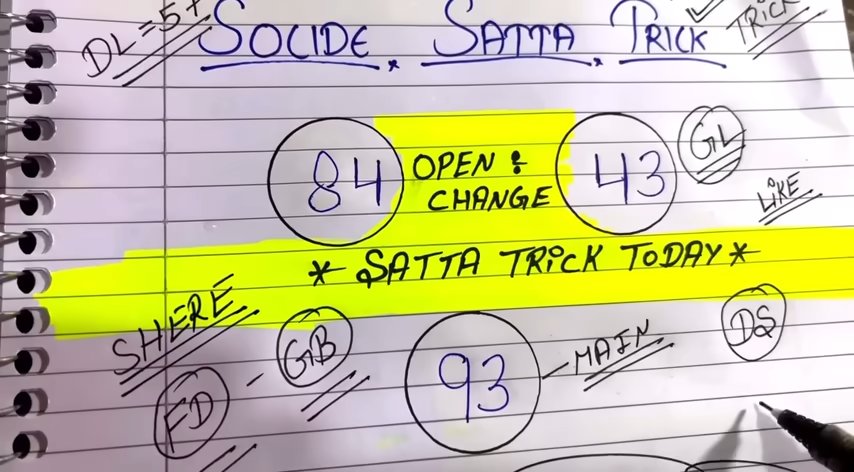 DL=5+
SOCIDE . SATTA . TRICK
TRICK
84 OPEN : 43 GL
CHANGE
LIKE
* SATTA TRICK TODAY *
SHERE
FD - GB 93 - MAIN DS